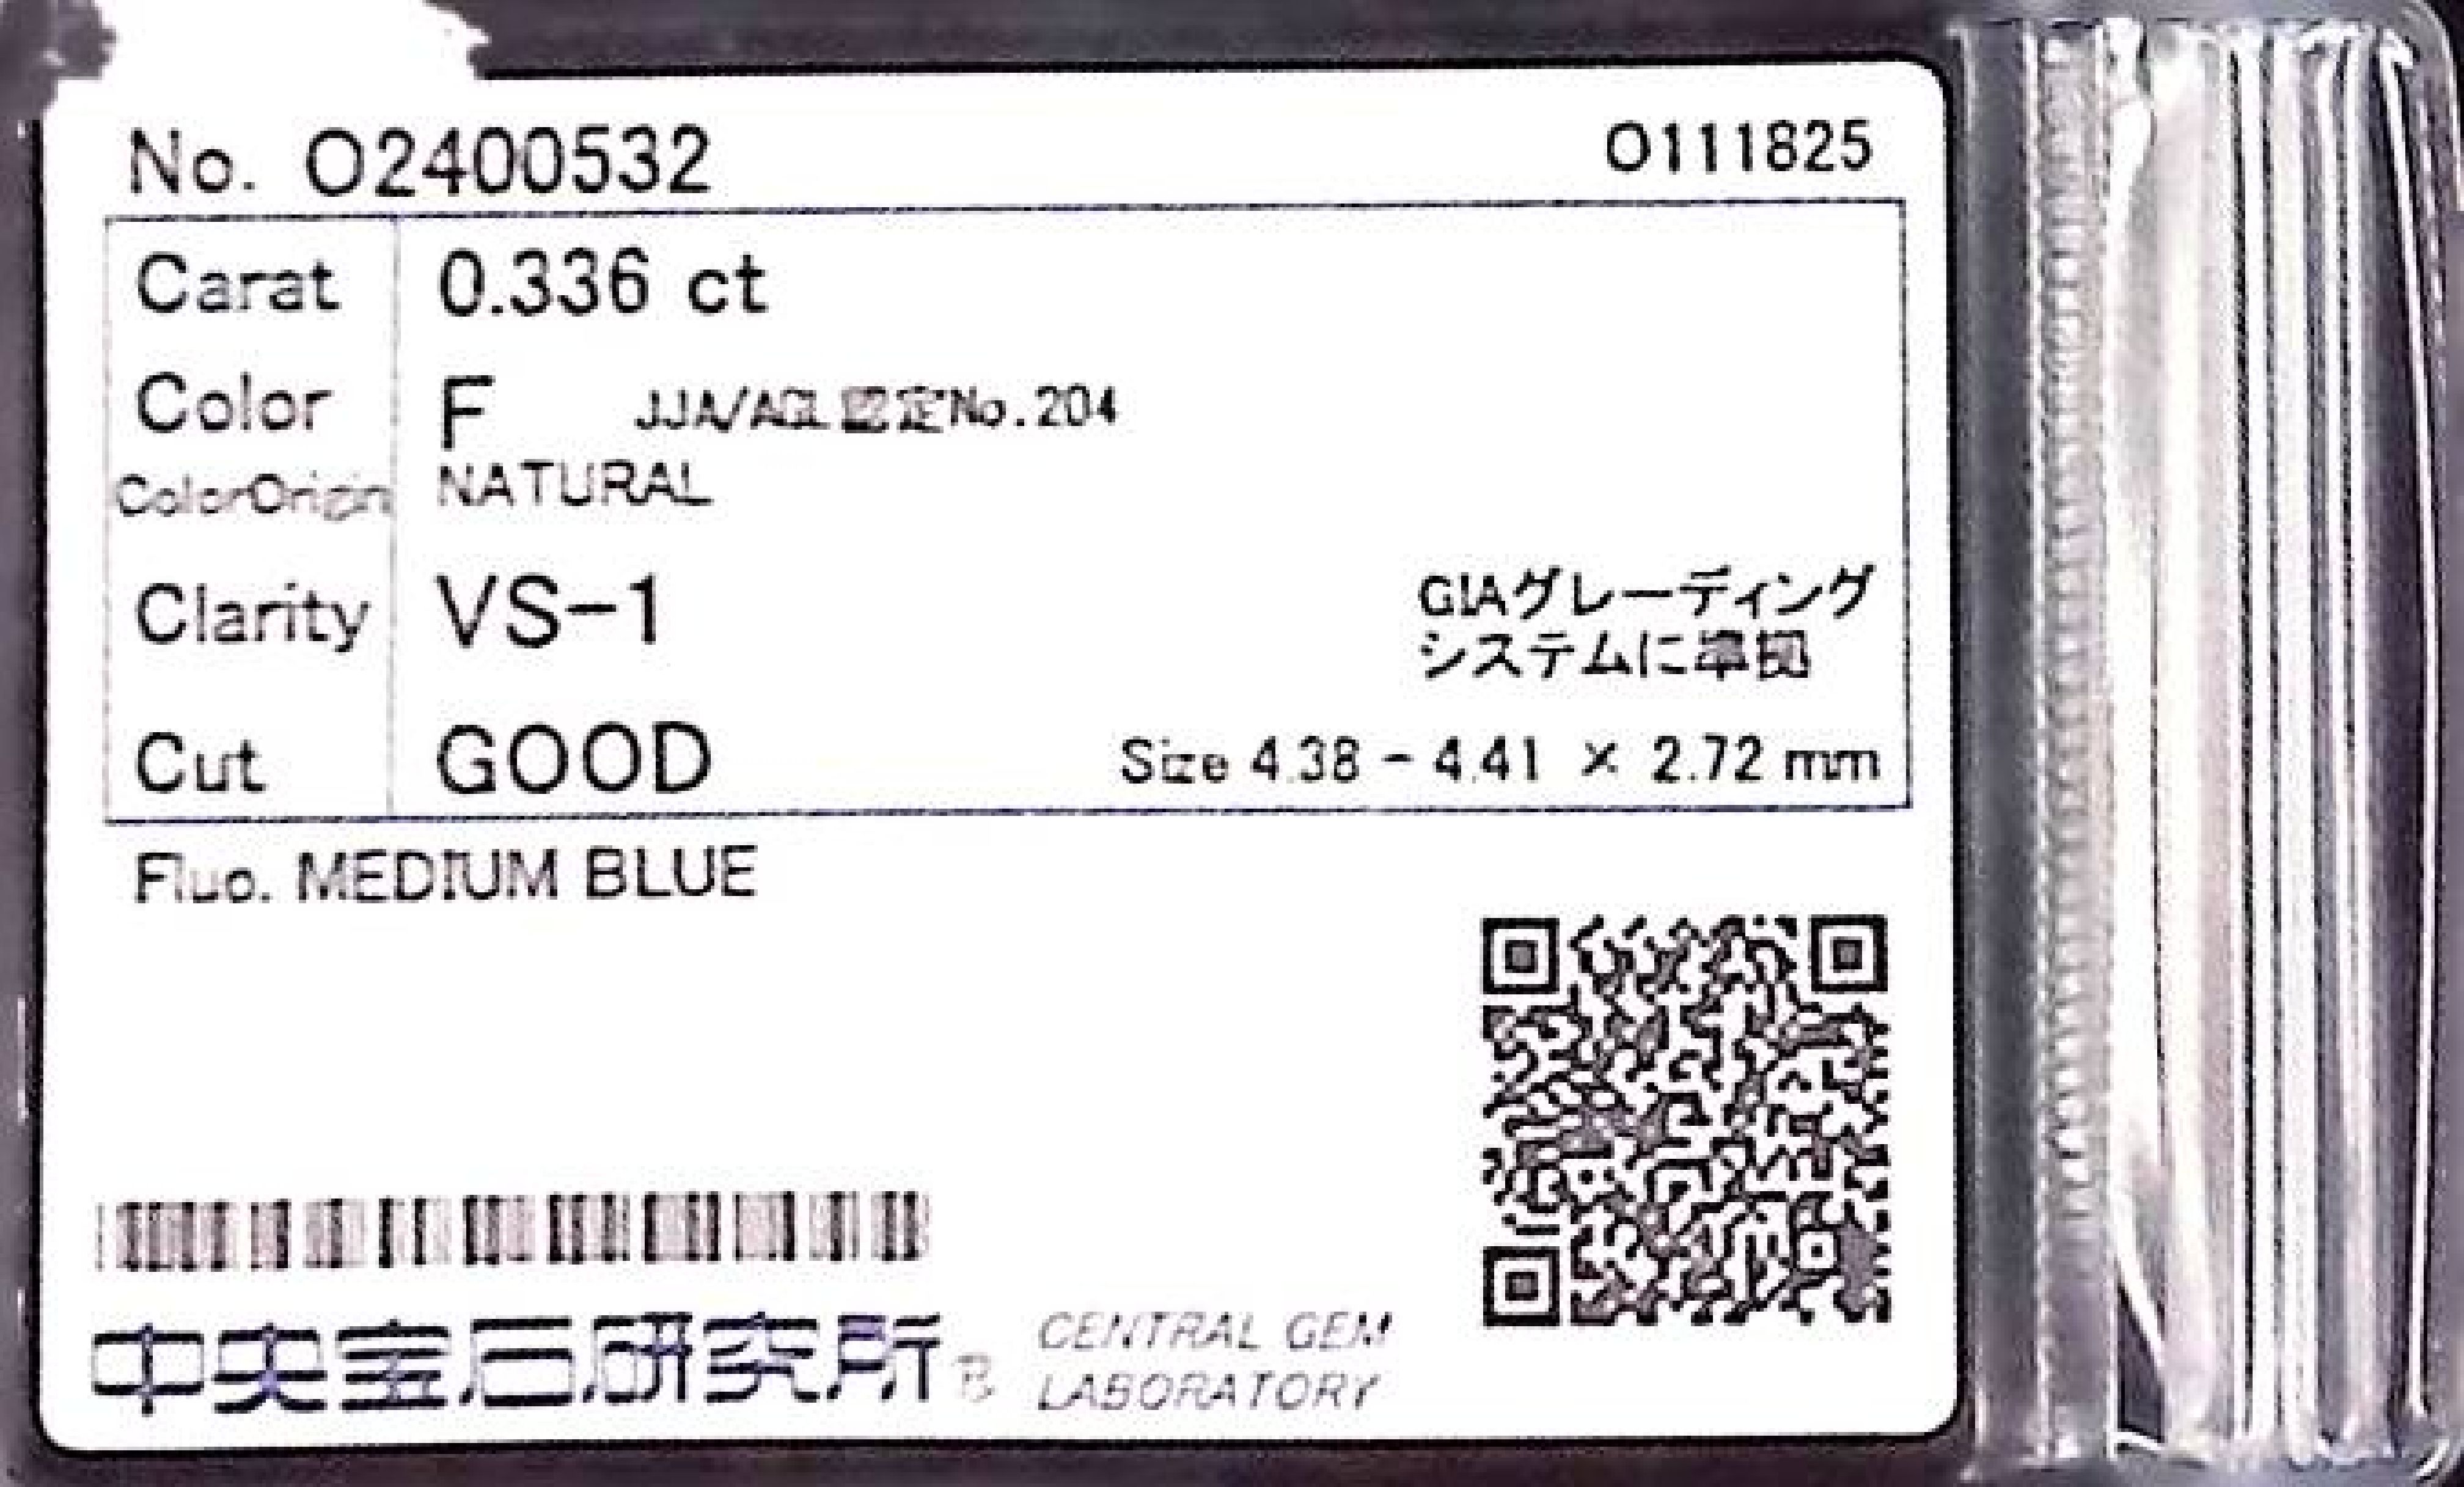 No. O2400532 O111825
Carat 0.336 ct
Color F JJA/AGL認定No.204
ColorOrigin NATURAL
Clarity VS-1
GIAグレーディング
システムに準拠
Cut GOOD Size 4.38 - 4.41 × 2.72 mm
Fluo. MEDIUM BLUE
中央宝石研究所 B
CENTRAL GEM
LABORATORY